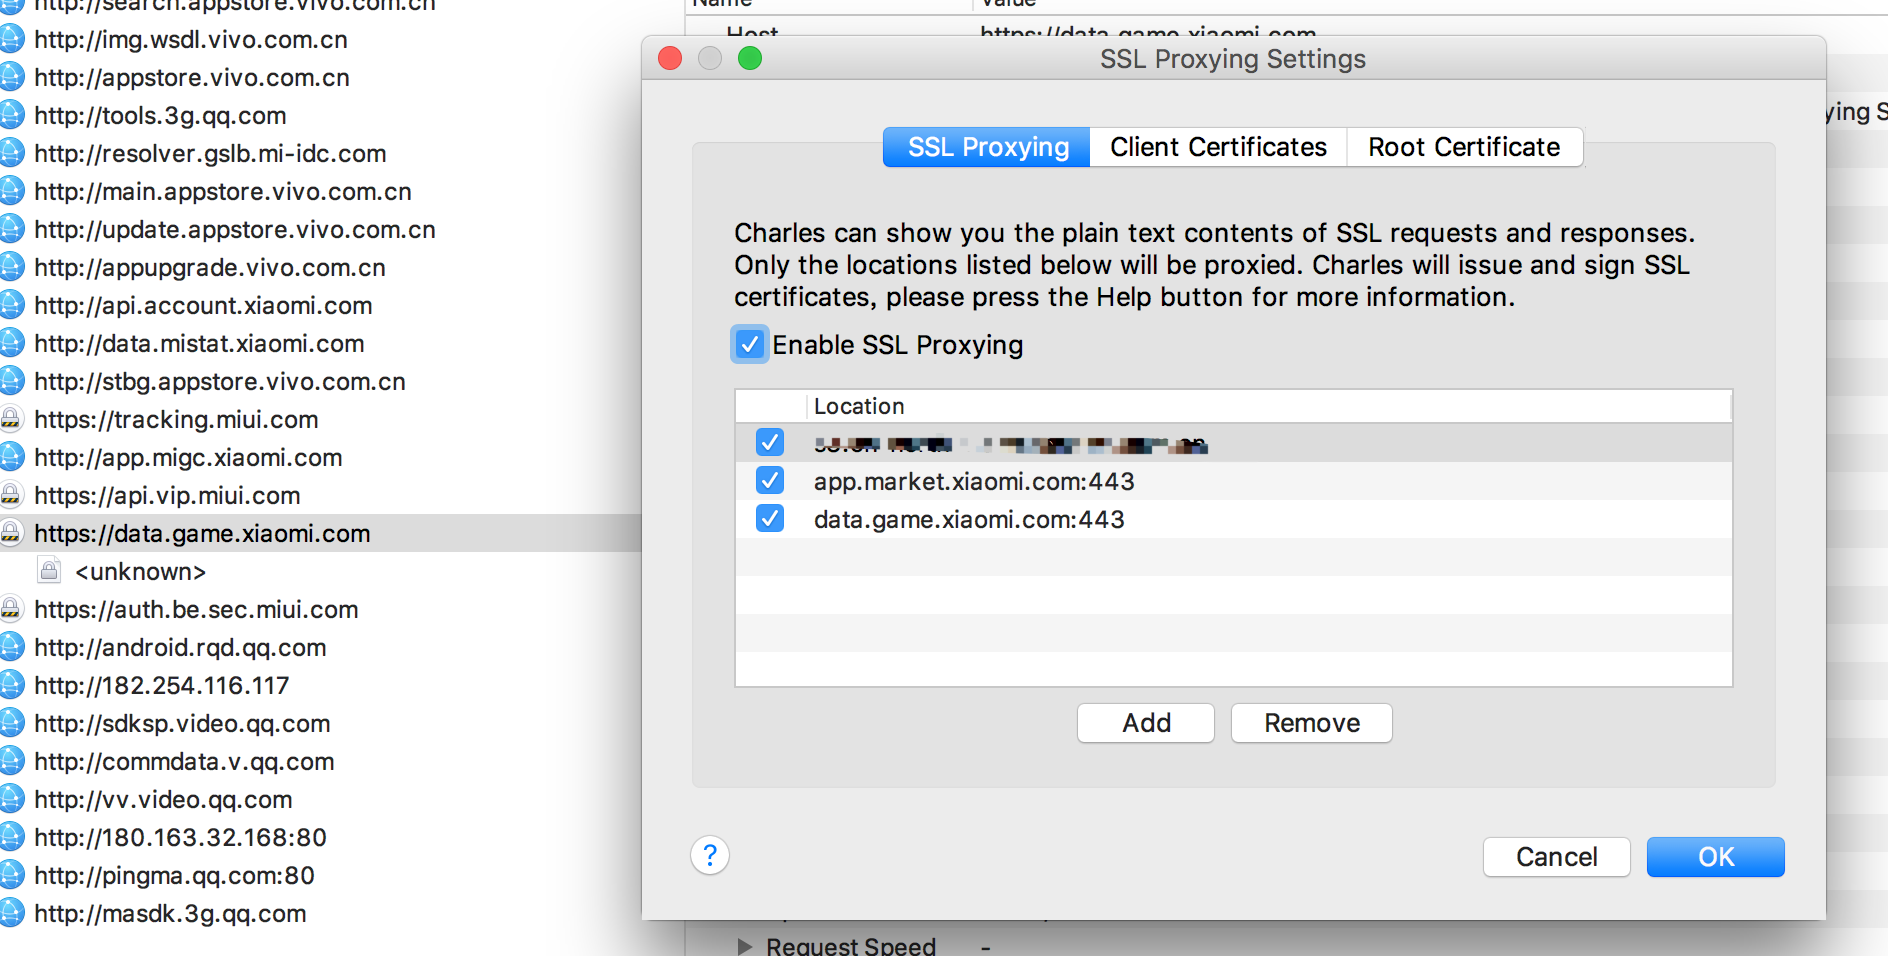 http://search.appstore.vivo.com.cn
http://img.wsdl.vivo.com.cn
http://appstore.vivo.com.cn
http://tools.3g.qq.com
http://resolver.gslb.mi-idc.com
http://main.appstore.vivo.com.cn
http://update.appstore.vivo.com.cn
http://appupgrade.vivo.com.cn
http://api.account.xiaomi.com
http://data.mistat.xiaomi.com
http://stbg.appstore.vivo.com.cn
https://tracking.miui.com
http://app.migc.xiaomi.com
https://api.vip.miui.com
https://data.game.xiaomi.com
<unknown>
https://auth.be.sec.miui.com
http://android.rqd.qq.com
http://182.254.116.117
http://sdksp.video.qq.com
http://commdata.v.qq.com
http://vv.video.qq.com
http://180.163.32.168:80
http://pingma.qq.com:80
http://masdk.3g.qq.com
Name Value
Host https://data.game.xiaomi.com
SSL Proxying Settings
SSL Proxying Client Certificates Root Certificate
Charles can show you the plain text contents of SSL requests and responses.
Only the locations listed below will be proxied. Charles will issue and sign SSL
certificates, please press the Help button for more information.
Enable SSL Proxying
Location
app.market.xiaomi.com:443
data.game.xiaomi.com:443
Add Remove
? Cancel OK
Request Speed -